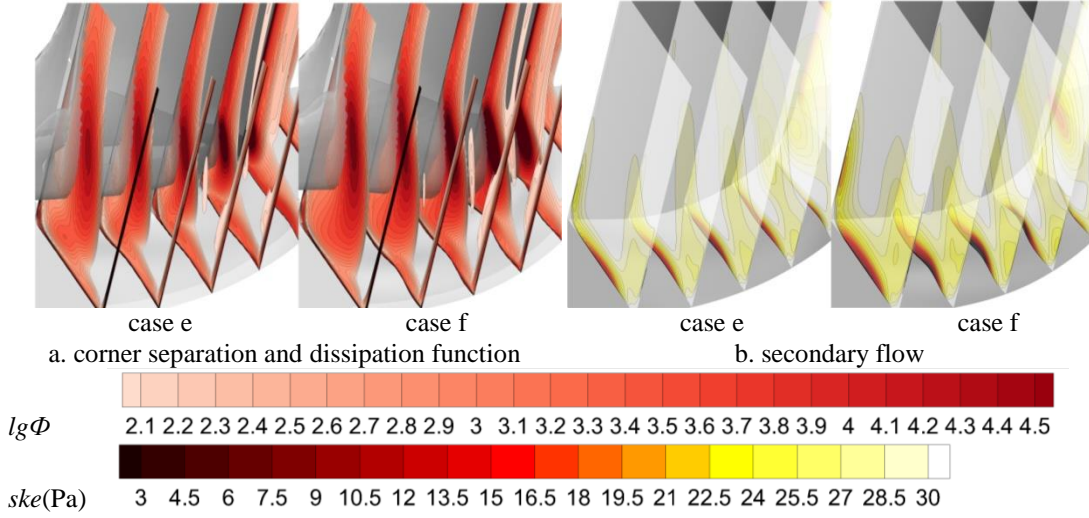 case e case f case e case f
a. corner separation and dissipation function b. secondary flow
lgΦ 2.1 2.2 2.3 2.4 2.5 2.6 2.7 2.8 2.9 3 3.1 3.2 3.3 3.4 3.5 3.6 3.7 3.8 3.9 4 4.1 4.2 4.3 4.4 4.5
ske(Pa) 3 4.5 6 7.5 9 10.5 12 13.5 15 16.5 18 19.5 21 22.5 24 25.5 27 28.5 30